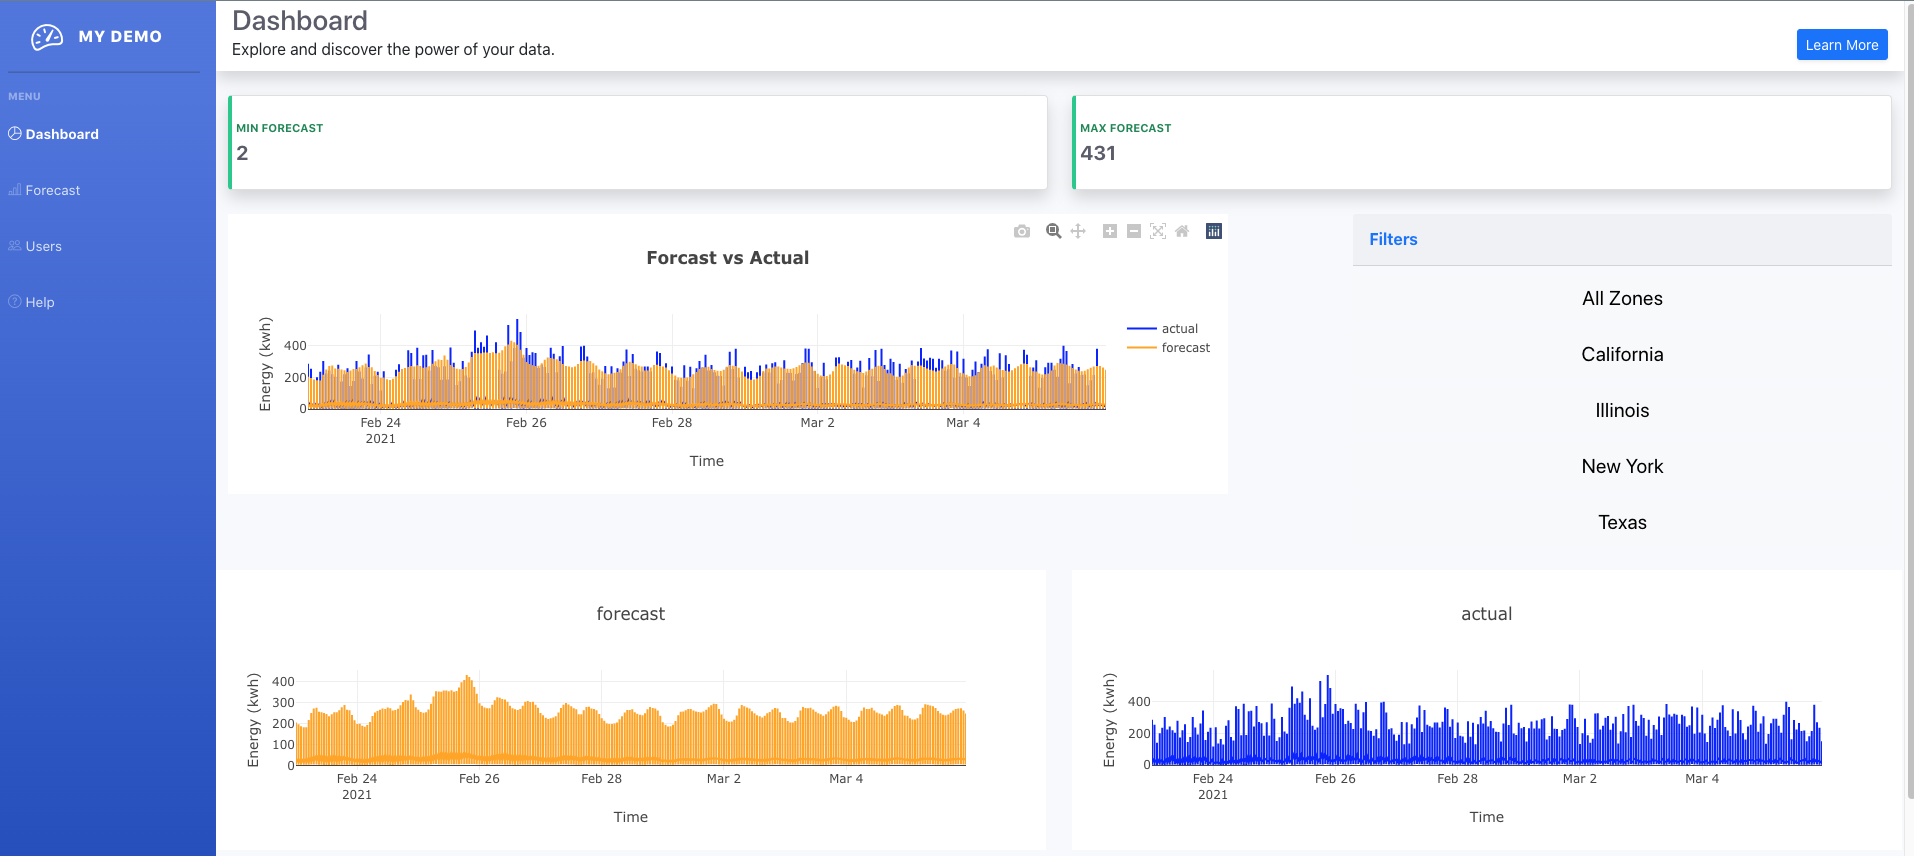 MY DEMO
MENU
Dashboard
Forecast
Users
Help
Dashboard
Explore and discover the power of your data.
Learn More
MIN FORECAST
2
MAX FORECAST
431
Forcast vs Actual
Energy (kwh)
400
200
0
Feb 24
2021
Feb 26
Feb 28
Mar 2
Mar 4
Time
actual
forecast
Filters
All Zones
California
Illinois
New York
Texas
forecast
Energy (kwh)
400
300
200
100
0
Feb 24
2021
Feb 26
Feb 28
Mar 2
Mar 4
Time
actual
Energy (kwh)
400
200
0
Feb 24
2021
Feb 26
Feb 28
Mar 2
Mar 4
Time